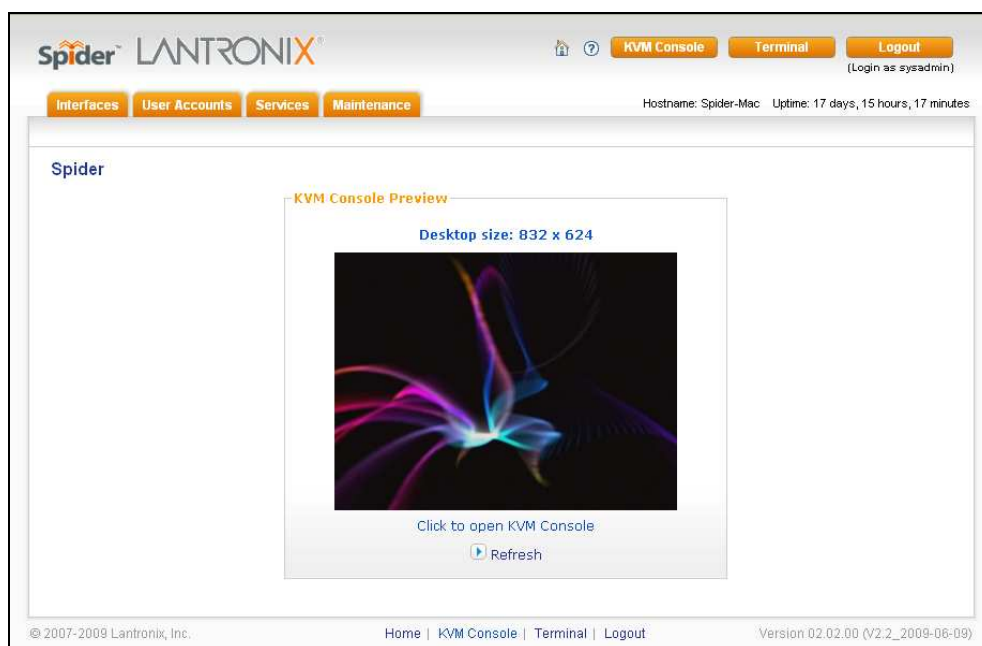 Spider™ LANTRONIX®
KVM Console Terminal Logout
(Login as sysadmin)
Interfaces User Accounts Services Maintenance
Hostname: Spider-Mac Uptime: 17 days, 15 hours, 17 minutes
Spider
KVM Console Preview
Desktop size: 832 x 624
Click to open KVM Console
Refresh
© 2007-2009 Lantronix, Inc.
Home | KVM Console | Terminal | Logout
Version 02.02.00 (V2.2_2009-06-09)